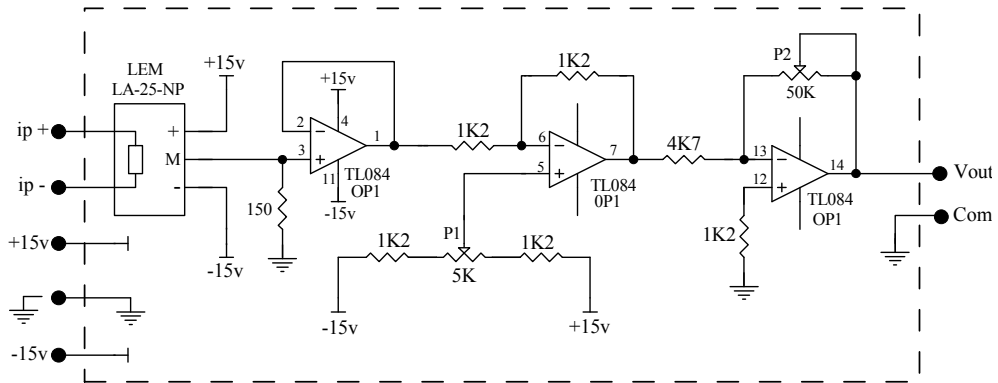 LEM
LA-25-NP
+15v
ip +
ip -
+
M
-
-15v
+15v
-15v
150
2
3
-
+
+15v
4
1
11
-15v
TL084
OP1
1K2
1K2
6
5
-
+
7
TL084
0P1
P1
1K2
5K
1K2
-15v
+15v
4K7
P2
50K
13
12
-
+
14
TL084
OP1
1K2
Vout
Com